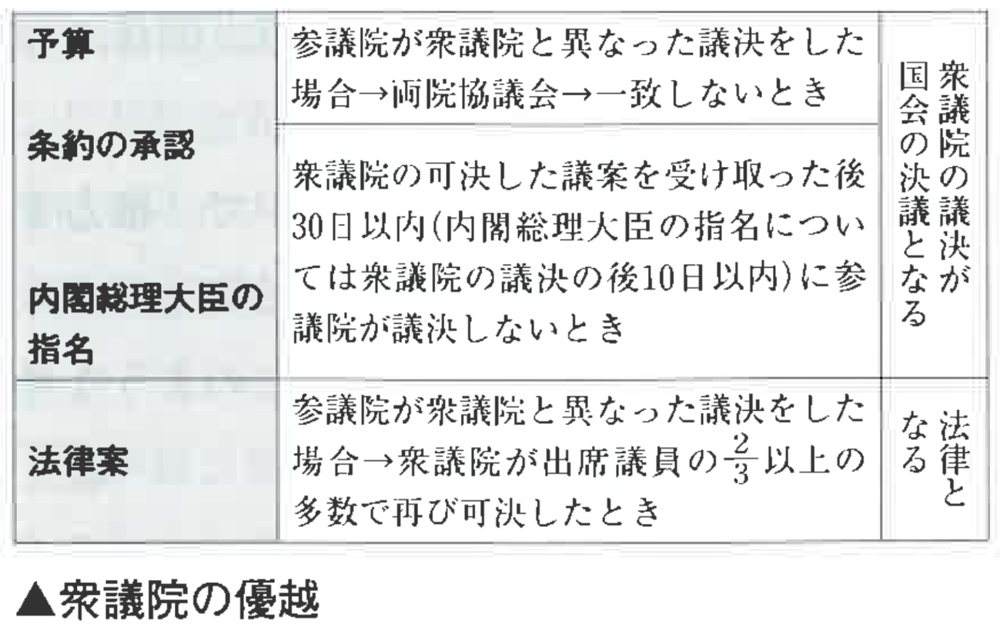 予算
参議院が衆議院と異なった議決をした
場合→両院協議会→一致しないとき
条約の承認
衆議院の可決した議案を受け取った後
30日以内(内閣総理大臣の指名につい
ては衆議院の議決の後10日以内)に参
議院が議決しないとき
内閣総理大臣の
指名
衆議院の議決が
国会の決議となる
法律案
参議院が衆議院と異なった議決をした
場合→衆議院が出席議員の2/3以上の
多数で再び可決したとき
法律と
なる
▲衆議院の優越